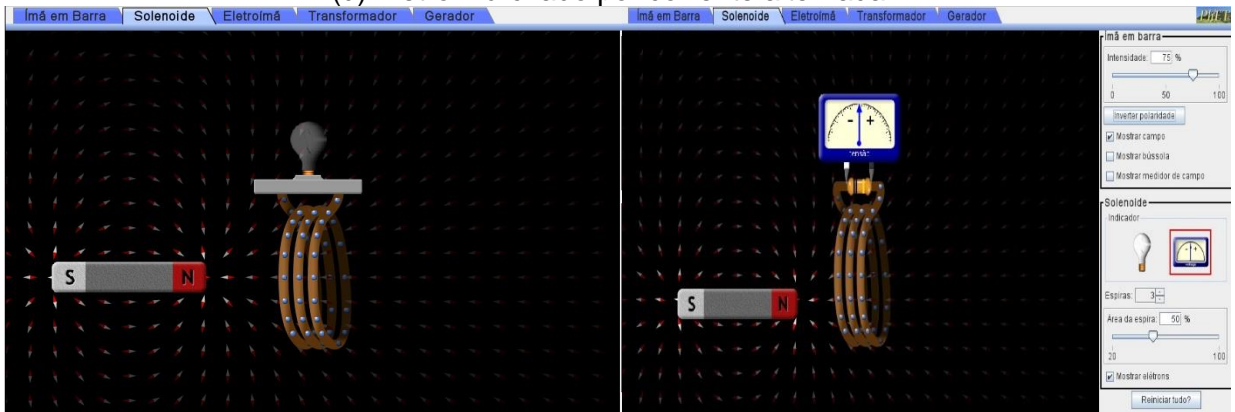 Ímã em Barra Solenoide Eletroímã Transformador Gerador
S N
Ímã em Barra Solenoide Eletroímã Transformador Gerador
PhET
- +
tensão
S N
Ímã em barra
Intensidade: 75 %
0 50 100
Inverter polaridade
Mostrar campo
Mostrar bússola
Mostrar medidor de campo
Solenoide
Indicador
Espiras: 3
Área da espira: 50 %
20 100
Mostrar elétrons
Reiniciar tudo?